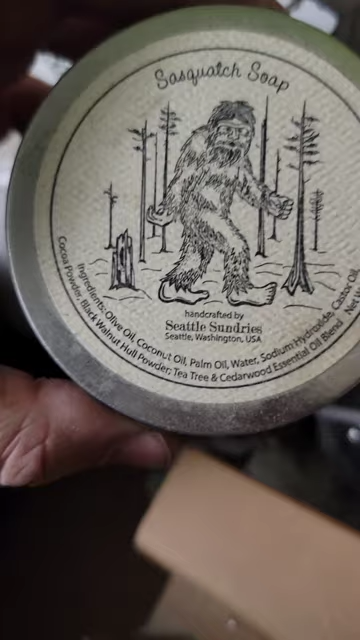 Sasquatch Soap
handcrafted by
Seattle Sundries
Seattle, Washington, USA
Ingredients: Olive Oil, Coconut Oil, Palm Oil, Water, Sodium Hydroxide, Castor Oil
Cocoa Powder, Black Walnut Hull Powder; Tea Tree & Cedarwood Essential Oil Blend